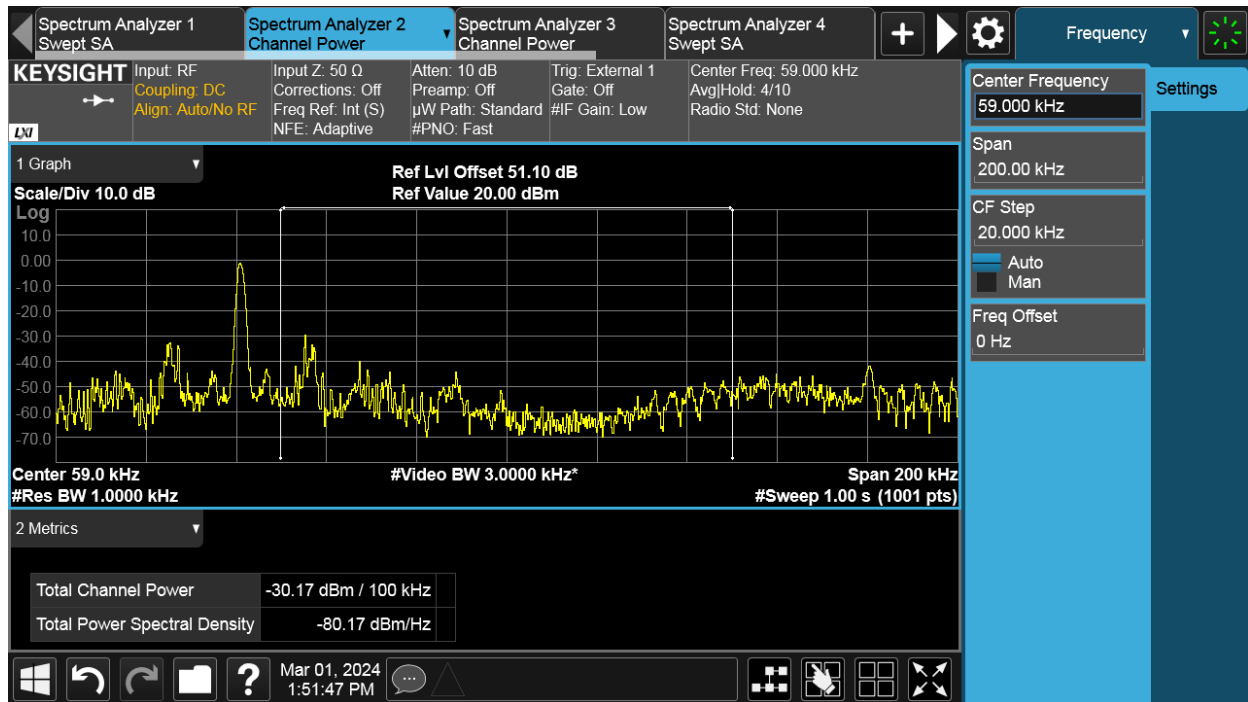 Spectrum Analyzer 1
Swept SA
Spectrum Analyzer 2
Channel Power
Spectrum Analyzer 3
Channel Power
Spectrum Analyzer 4
Swept SA
+
Frequency
KEYSIGHT
LXI
Input: RF
Coupling: DC
Align: Auto/No RF
Input Z: 50 Ω
Corrections: Off
Freq Ref: Int (S)
NFE: Adaptive
Atten: 10 dB
Preamp: Off
µW Path: Standard
#PNO: Fast
Trig: External 1
Gate: Off
#IF Gain: Low
Center Freq: 59.000 kHz
Avg|Hold: 4/10
Radio Std: None
Center Frequency
59.000 kHz
Settings
Span
200.00 kHz
CF Step
20.000 kHz
Auto
Man
Freq Offset
0 Hz
1 Graph
Scale/Div 10.0 dB
Ref Lvl Offset 51.10 dB
Ref Value 20.00 dBm
Log
10.0
0.00
-10.0
-20.0
-30.0
-40.0
-50.0
-60.0
-70.0
Center 59.0 kHz
#Video BW 3.0000 kHz*
Span 200 kHz
#Res BW 1.0000 kHz
#Sweep 1.00 s (1001 pts)
2 Metrics
Total Channel Power -30.17 dBm / 100 kHz
Total Power Spectral Density -80.17 dBm/Hz
?
Mar 01, 2024
1:51:47 PM